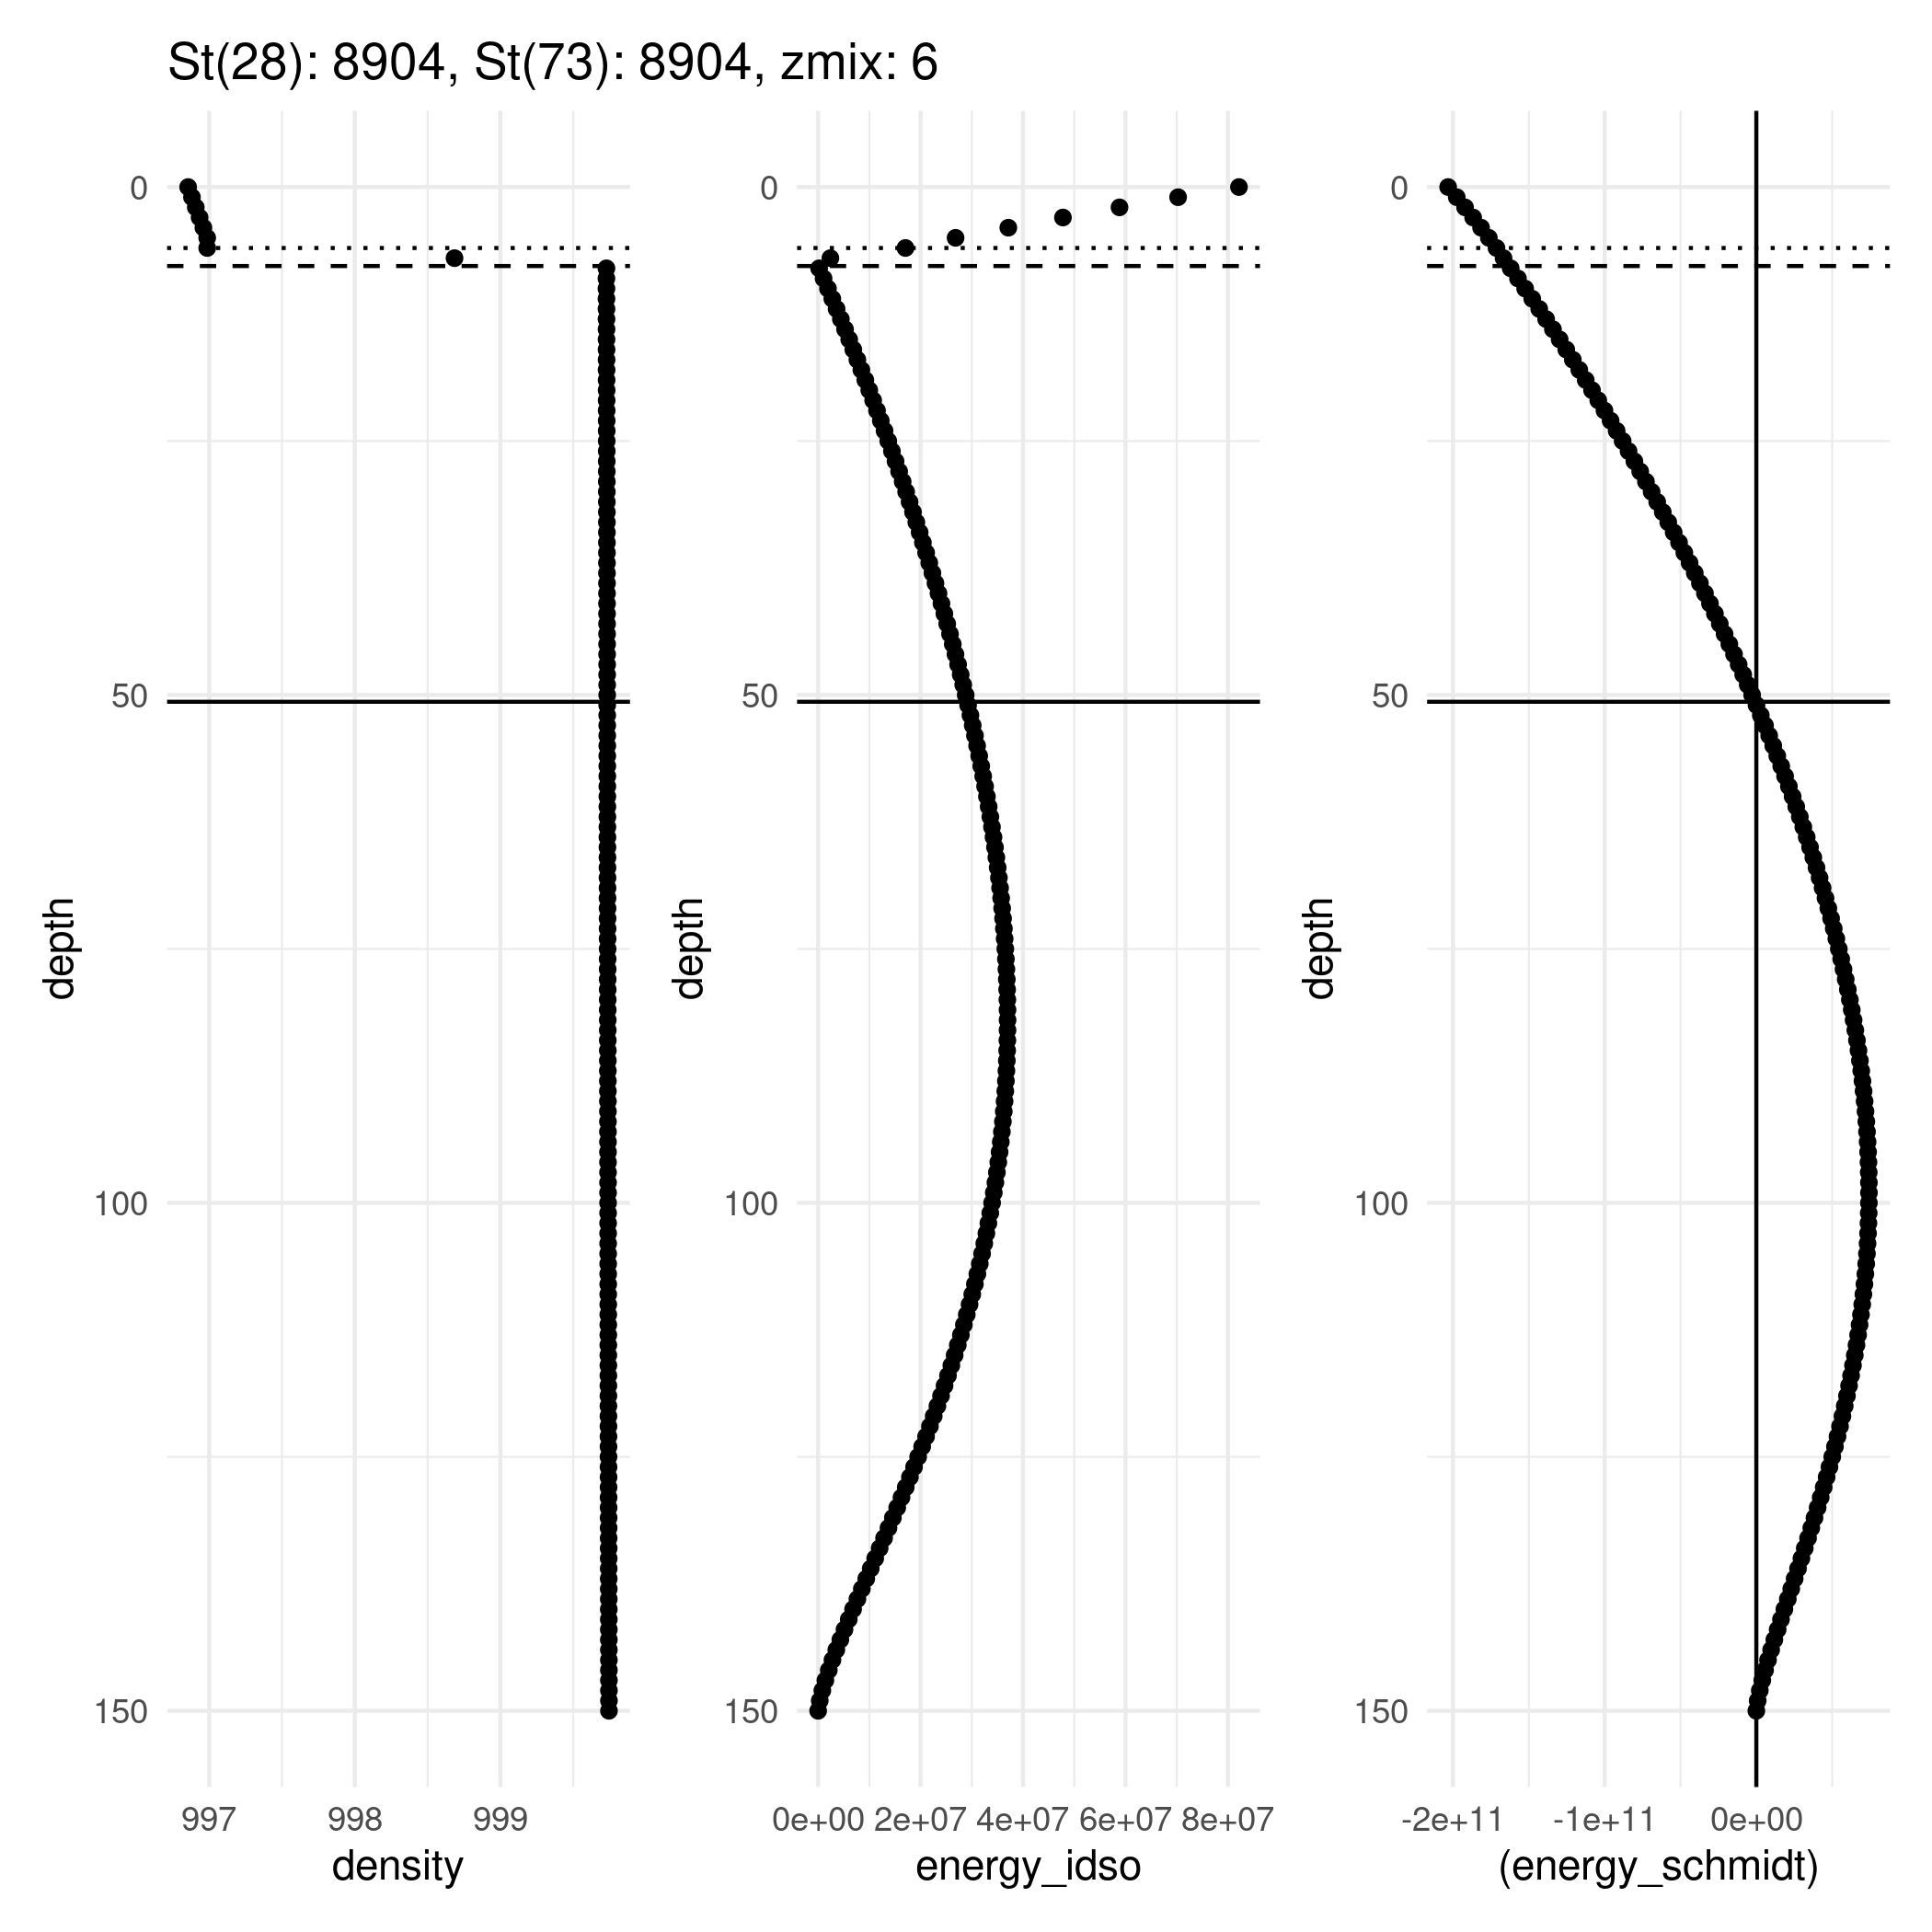 St(28): 8904, St(73): 8904, zmix: 6
0
50
100
150
depth
997 998 999
density
0
50
100
150
depth
0e+00 2e+07 4e+07 6e+07 8e+07
energy_idso
0
50
100
150
depth
-2e+11 -1e+11 0e+00
(energy_schmidt)